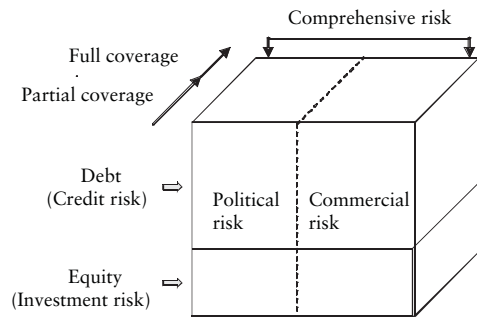 Comprehensive risk
Full coverage
Partial coverage
Debt
(Credit risk)
Political
risk
Commercial
risk
Equity
(Investment risk)